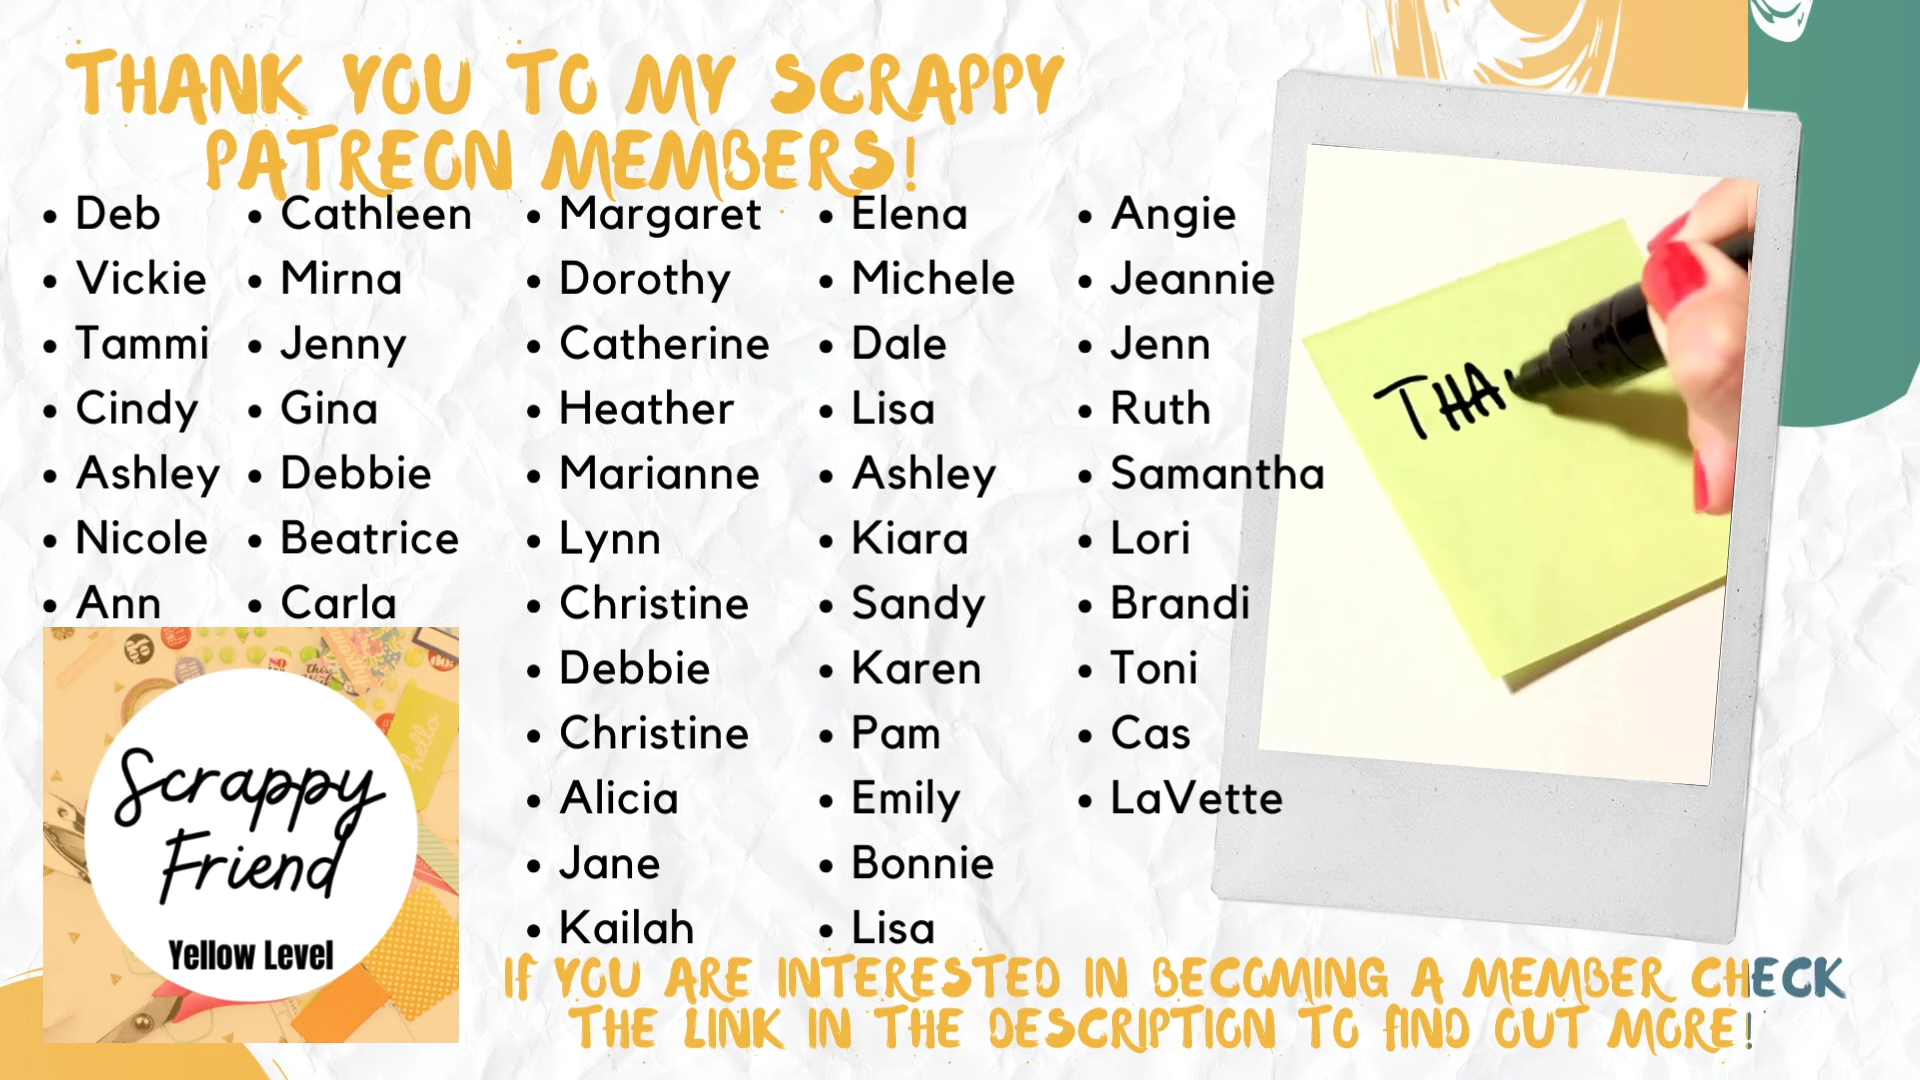 THANK YOU TO MY SCRAPPY
PATREON MEMBERS!
Deb
Vickie
Tammi
Cindy
Ashley
Nicole
Ann
Cathleen
Mirna
Jenny
Gina
Debbie
Beatrice
Carla
Margaret
Dorothy
Catherine
Heather
Marianne
Lynn
Christine
Debbie
Christine
Alicia
Jane
Kailah
Elena
Michele
Dale
Lisa
Ashley
Kiara
Sandy
Karen
Pam
Emily
Bonnie
Lisa
Angie
Jeannie
Jenn
Ruth
Samantha
Lori
Brandi
Toni
Cas
LaVette
THA
hello
Scrappy
Friend
Yellow Level
IF YOU ARE INTERESTED IN BECOMING A MEMBER CHECK
THE LINK IN THE DESCRIPTION TO FIND OUT MORE!